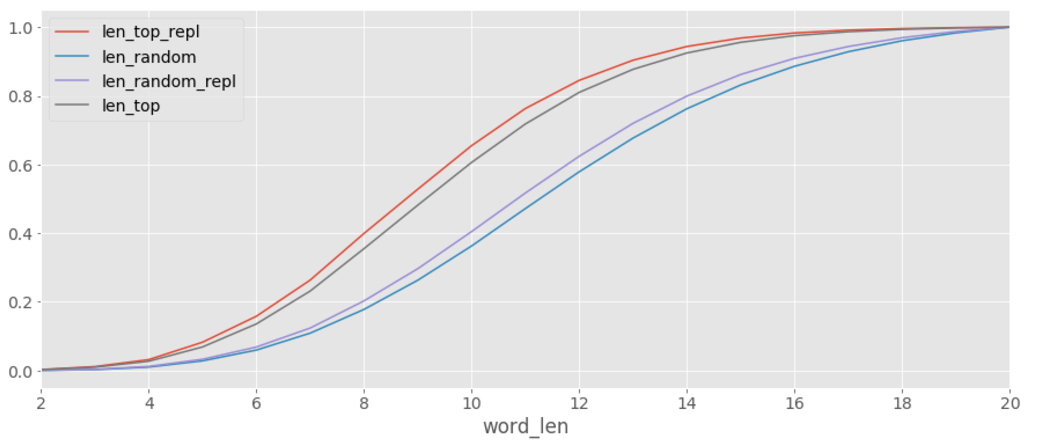 1.0
0.8
0.6
0.4
0.2
0.0
len_top_repl
len_random
len_random_repl
len_top
2 4 6 8 10 12 14 16 18 20
word_len